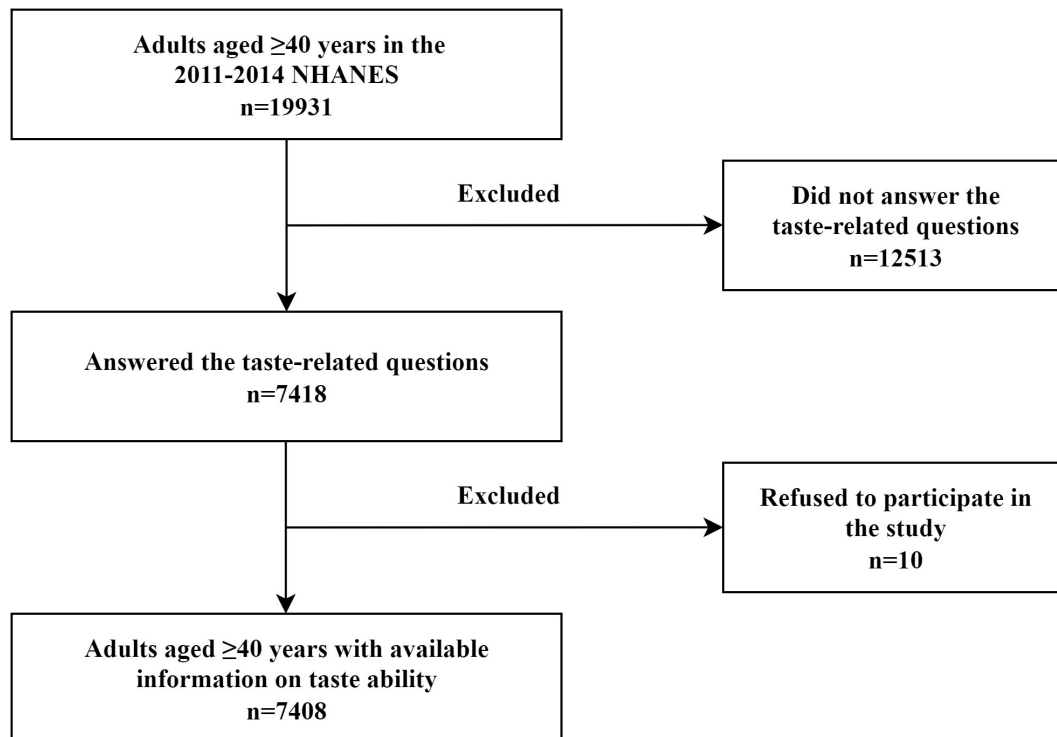 Adults aged ≥40 years in the
2011-2014 NHANES
n=19931
Excluded
Did not answer the
taste-related questions
n=12513
Answered the taste-related questions
n=7418
Excluded
Refused to participate in
the study
n=10
Adults aged ≥40 years with available
information on taste ability
n=7408